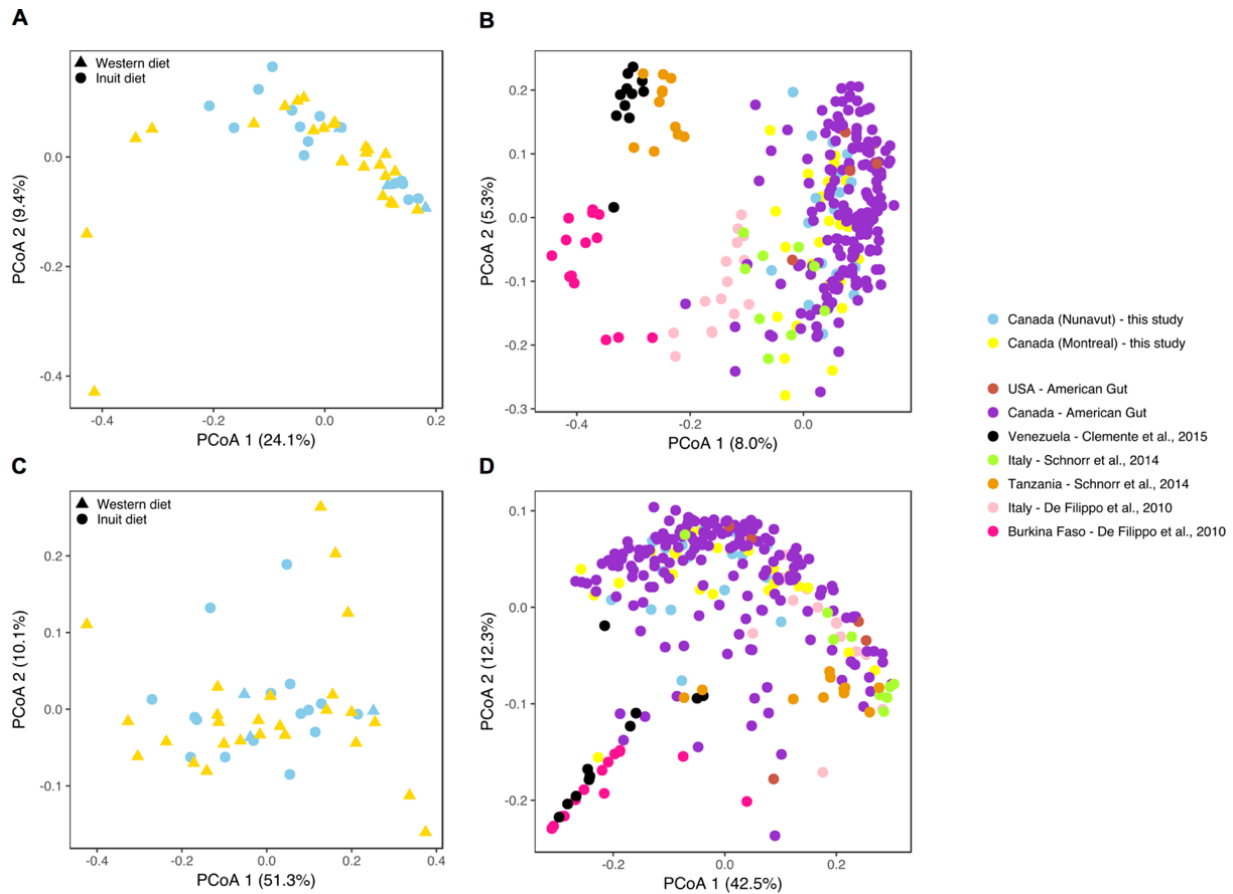 A
Western diet
Inuit diet
0.0
-0.2
-0.4
-0.4
-0.2
0.0
0.2
PCoA 2 (9.4%)
PCoA 1 (24.1%)
B
0.2
0.1
0.0
-0.1
-0.2
-0.3
-0.4
-0.2
0.0
PCoA 2 (5.3%)
PCoA 1 (8.0%)
C
Western diet
Inuit diet
0.2
0.1
0.0
-0.1
-0.4
-0.2
0.0
0.2
0.4
PCoA 2 (10.1%)
PCoA 1 (51.3%)
D
0.1
0.0
-0.1
-0.2
-0.2
0.0
0.2
PCoA 2 (12.3%)
PCoA 1 (42.5%)
Canada (Nunavut) - this study
Canada (Montreal) - this study
USA - American Gut
Canada - American Gut
Venezuela - Clemente et al., 2015
Italy - Schnorr et al., 2014
Tanzania - Schnorr et al., 2014
Italy - De Filippo et al., 2010
Burkina Faso - De Filippo et al., 2010